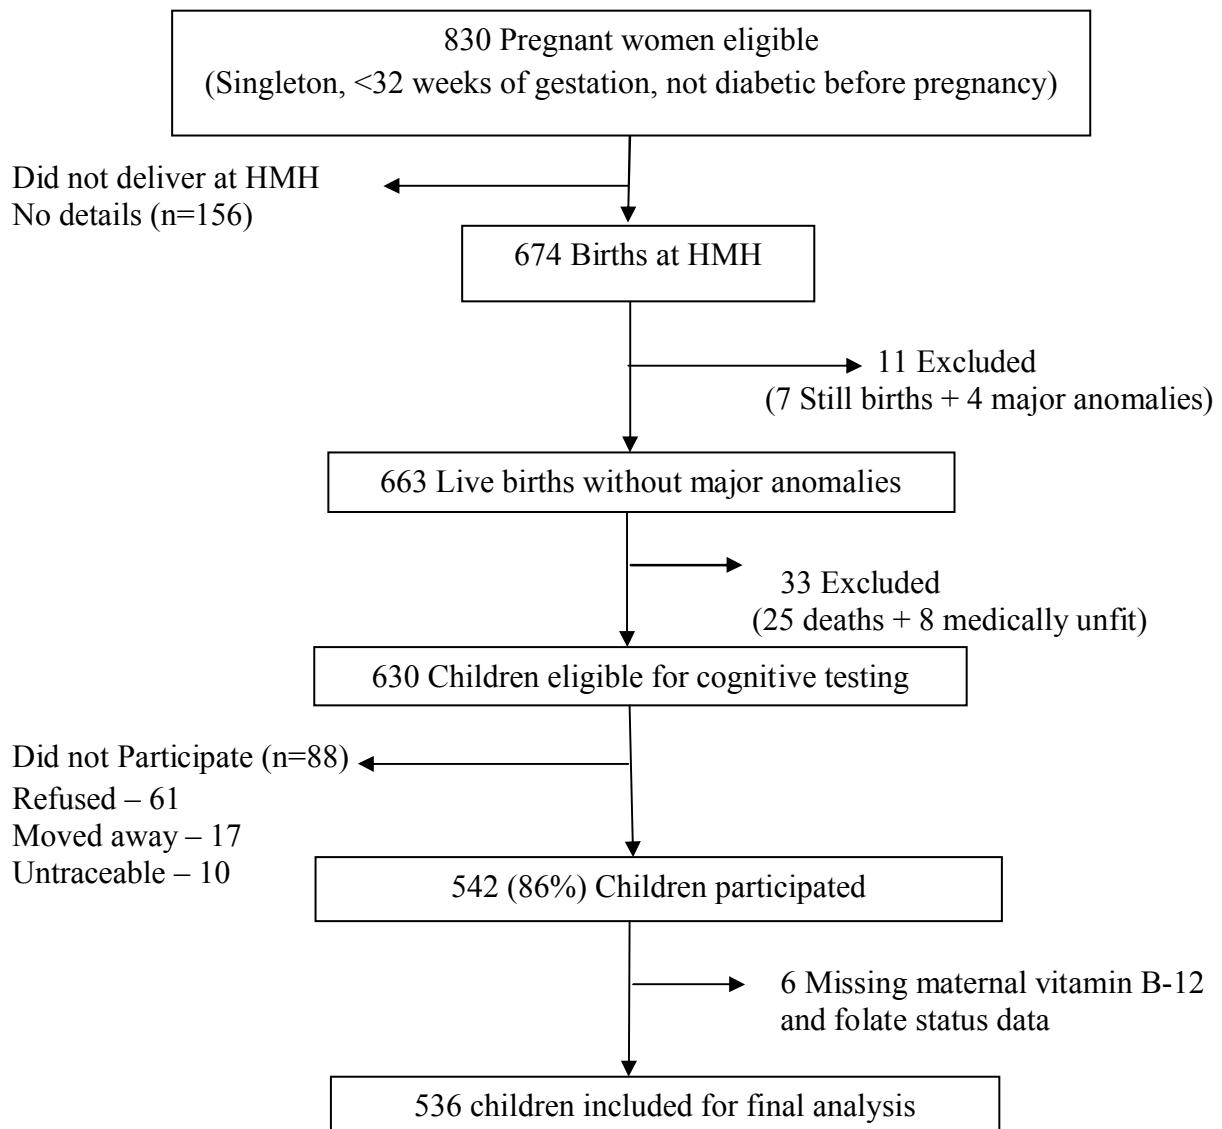 830 Pregnant women eligible
(Singleton, <32 weeks of gestation, not diabetic before pregnancy)
Did not deliver at HMH
No details (n=156)
674 Births at HMH
11 Excluded
(7 Still births + 4 major anomalies)
663 Live births without major anomalies
33 Excluded
(25 deaths + 8 medically unfit)
630 Children eligible for cognitive testing
Did not Participate (n=88)
Refused – 61
Moved away – 17
Untraceable – 10
542 (86%) Children participated
6 Missing maternal vitamin B-12
and folate status data
536 children included for final analysis